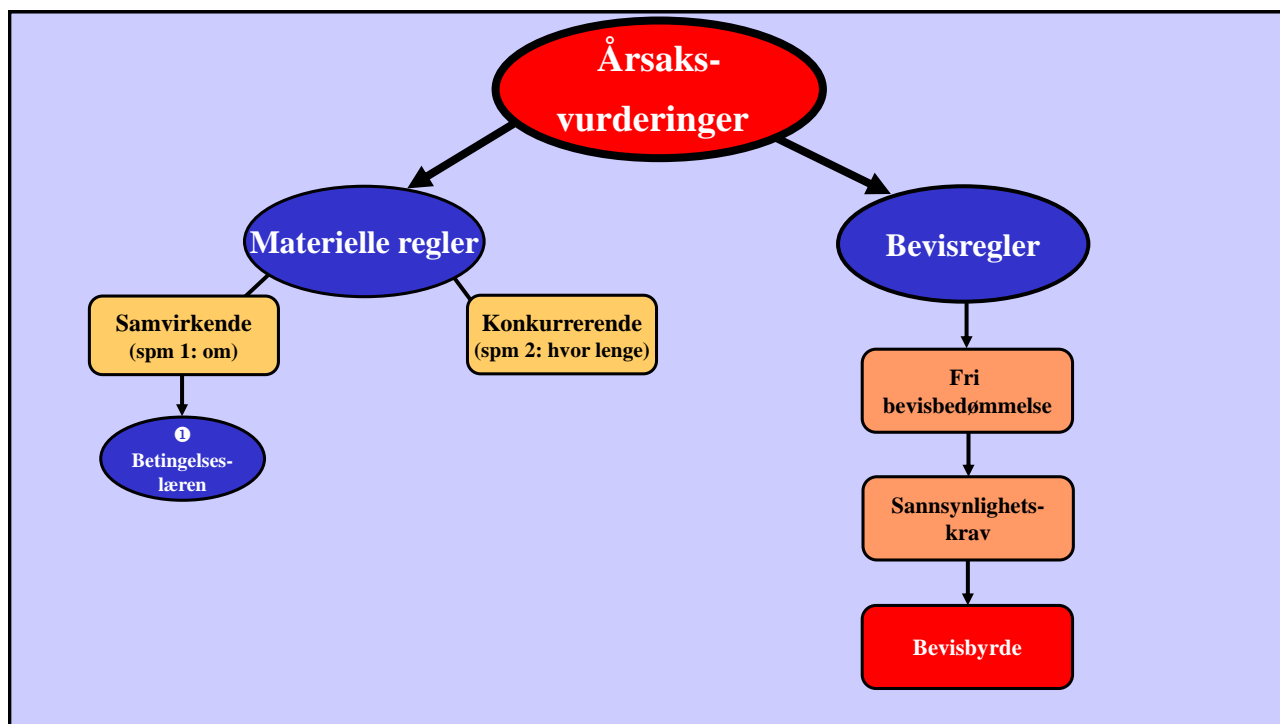 Årsaks-
vurderinger
Materielle regler
Bevisregler
Samvirkende
(spm 1: om)
Konkurrerende
(spm 2: hvor lenge)
❶
Betingelses-
læren
Fri
bevisbedømmelse
Sannsynlighets-
krav
Bevisbyrde